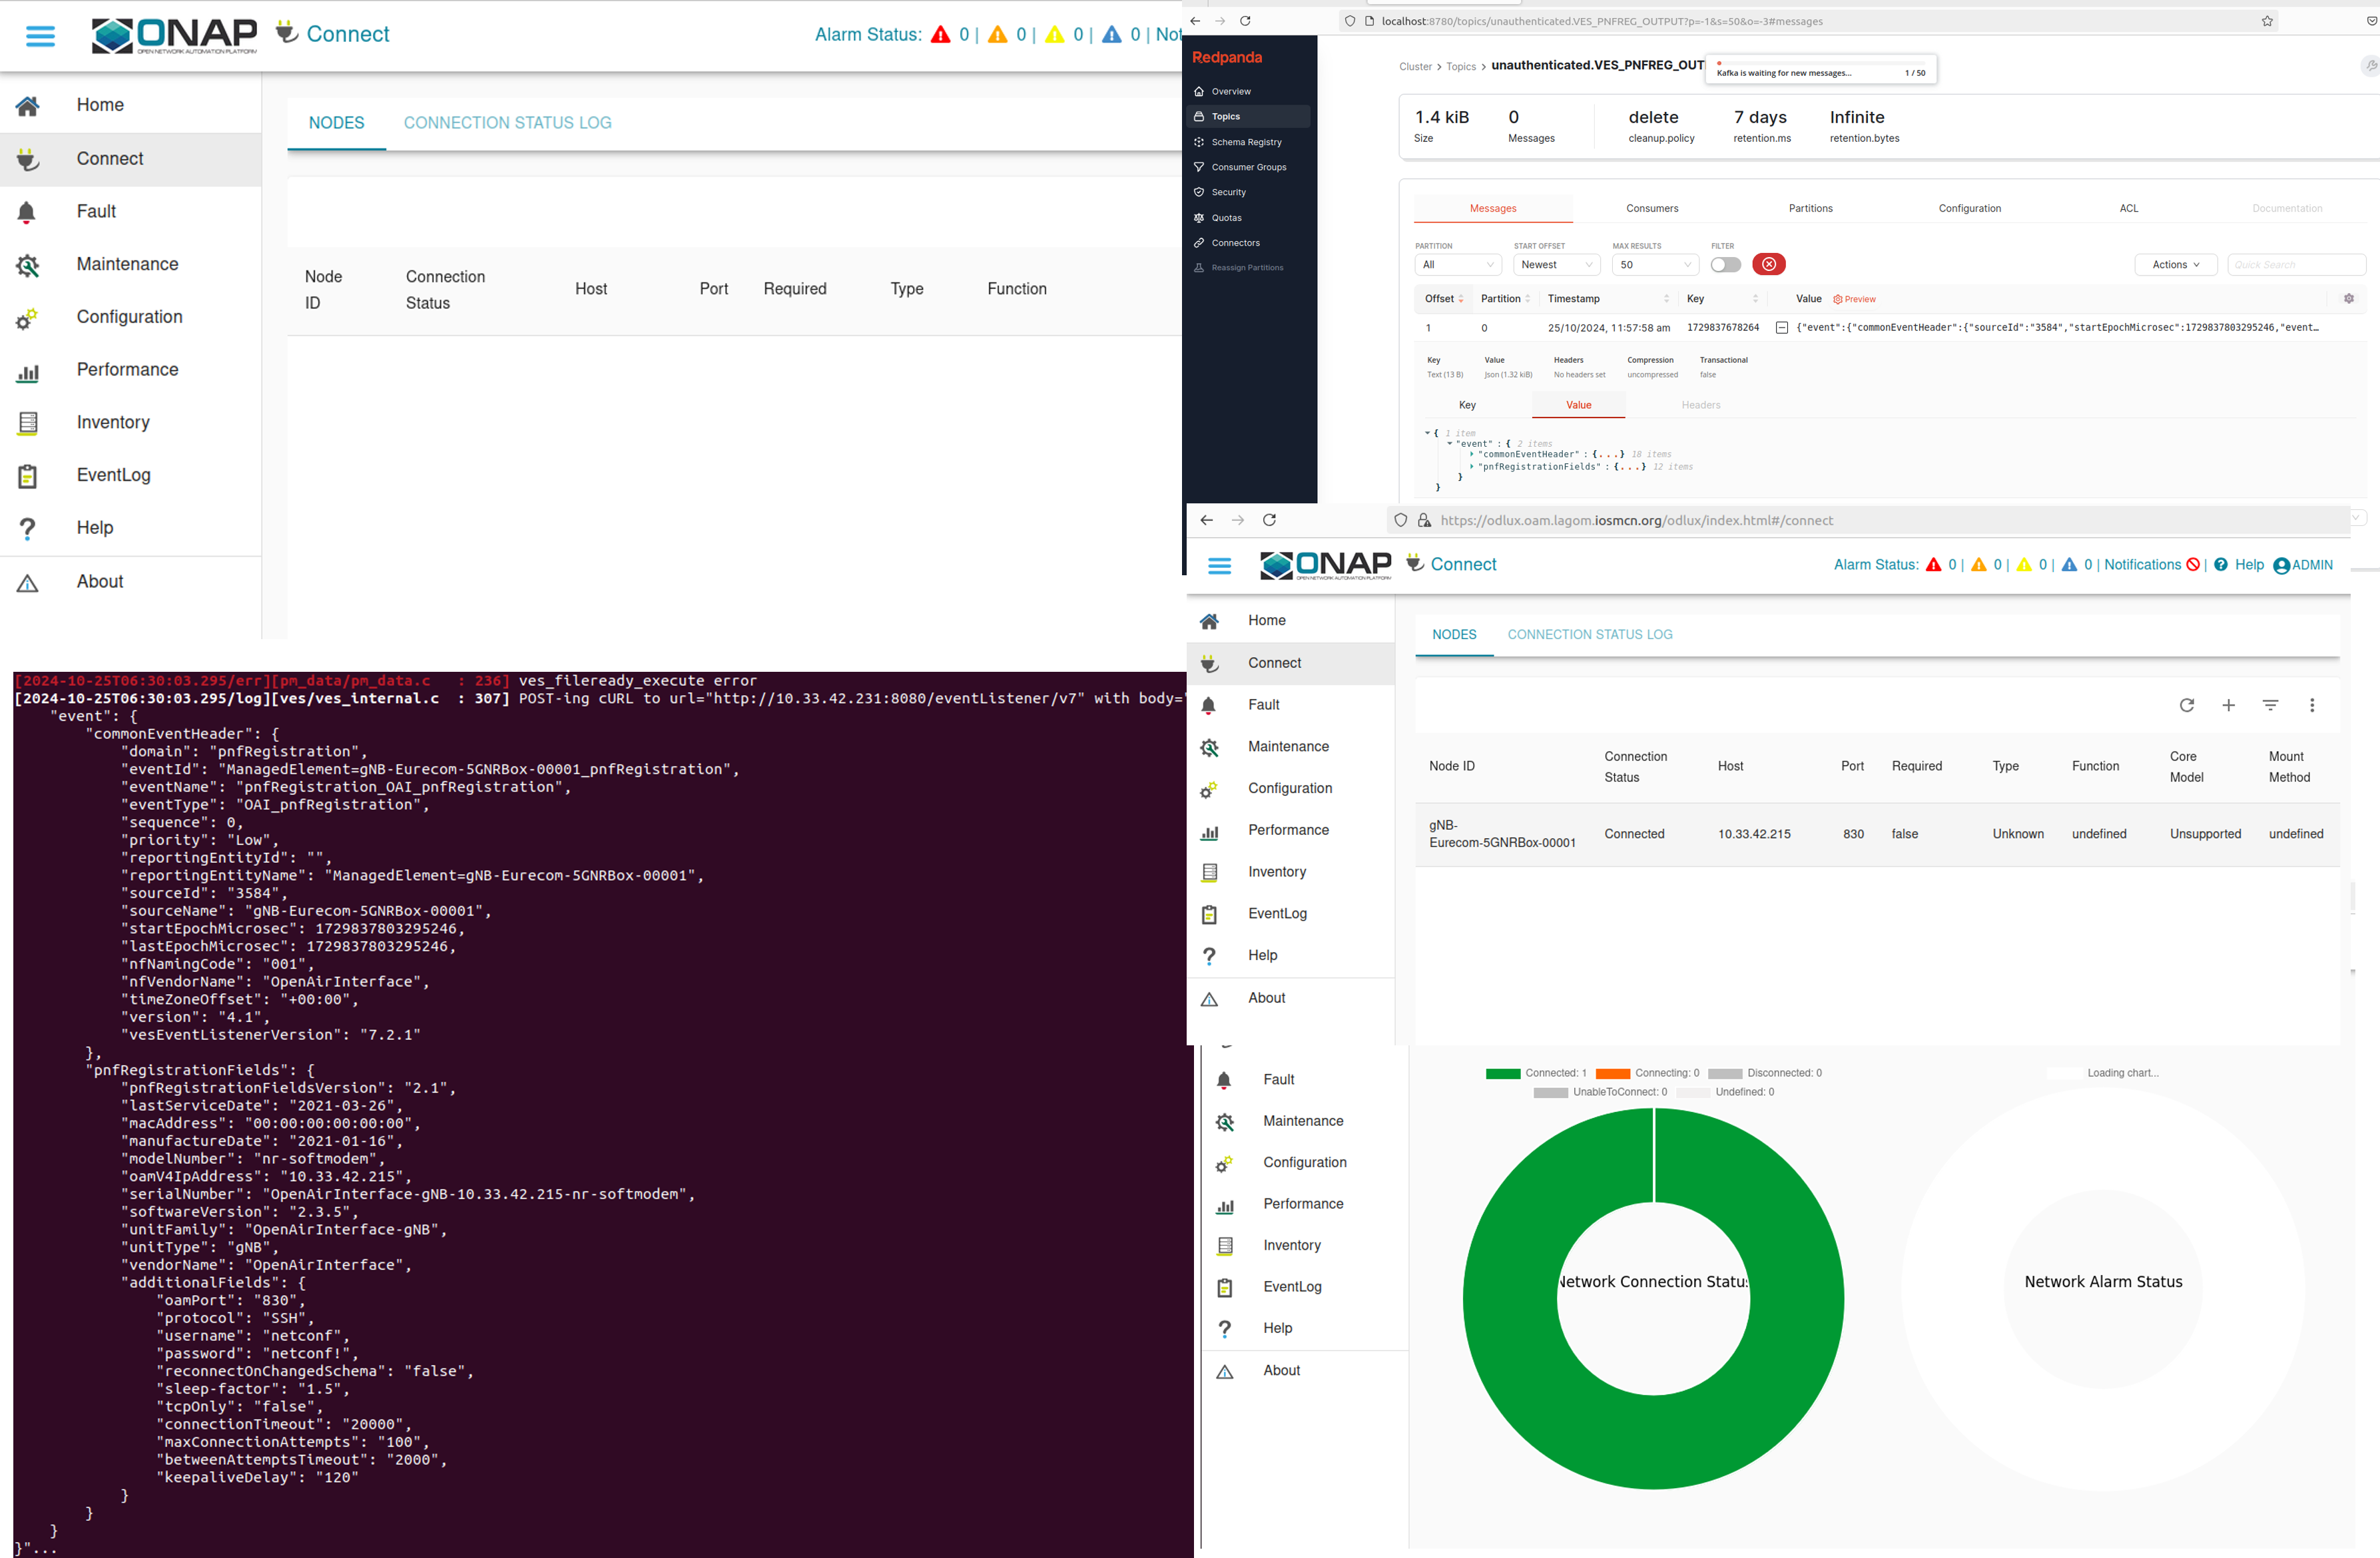 ONAP
OPEN NETWORK AUTOMATION PLATFORM
Connect
Alarm Status: 0 | 0 | 0 | 0 | Not
Home
Connect
Fault
Maintenance
Configuration
Performance
Inventory
EventLog
Help
About
NODES CONNECTION STATUS LOG
Node ID Connection Status Host Port Required Type Function
localhost:8780/topics/unauthenticated.VES_PNFREG_OUTPUT?p=-1&s=50&o=-3#messages
Redpanda
Overview
Topics
Schema Registry
Consumer Groups
Security
Quotas
Connectors
Reassign Partitions
Cluster > Topics > unauthenticated.VES_PNFREG_OUT
Kafka is waiting for new messages... 1 / 50
1.4 kiB 0 delete 7 days Infinite
Size Messages cleanup.policy retention.ms retention.bytes
Messages Consumers Partitions Configuration ACL Documentation
PARTITION START OFFSET MAX RESULTS FILTER
All Newest 50 Actions Quick Search
Offset Partition Timestamp Key Value Preview
1 0 25/10/2024, 11:57:58 am 1729837678264 {"event":{"commonEventHeader":{"sourceId":"3584","startEpochMicrosec":1729837803295246,"event…
Key Value Headers Compression Transactional
Text (13 B) Json (1.32 kiB) No headers set uncompressed false
Key Value Headers
{ 1 item
"event" : { 2 items
"commonEventHeader" : {...} 18 items
"pnfRegistrationFields" : {...} 12 items
}
}
[2024-10-25T06:30:03.295/err][pm_data/pm_data.c : 236] ves_fileready_execute error
[2024-10-25T06:30:03.295/log][ves/ves_internal.c : 307] POST-ing cURL to url="http://10.33.42.231:8080/eventListener/v7" with body="
"event": {
"commonEventHeader": {
"domain": "pnfRegistration",
"eventId": "ManagedElement=gNB-Eurecom-5GNRBox-00001_pnfRegistration",
"eventName": "pnfRegistration_OAI_pnfRegistration",
"eventType": "OAI_pnfRegistration",
"sequence": 0,
"priority": "Low",
"reportingEntityId": "",
"reportingEntityName": "ManagedElement=gNB-Eurecom-5GNRBox-00001",
"sourceId": "3584",
"sourceName": "gNB-Eurecom-5GNRBox-00001",
"startEpochMicrosec": 1729837803295246,
"lastEpochMicrosec": 1729837803295246,
"nfNamingCode": "001",
"nfVendorName": "OpenAirInterface",
"timeZoneOffset": "+00:00",
"version": "4.1",
"vesEventListenerVersion": "7.2.1"
},
"pnfRegistrationFields": {
"pnfRegistrationFieldsVersion": "2.1",
"lastServiceDate": "2021-03-26",
"macAddress": "00:00:00:00:00:00",
"manufactureDate": "2021-01-16",
"modelNumber": "nr-softmodem",
"oamV4IpAddress": "10.33.42.215",
"serialNumber": "OpenAirInterface-gNB-10.33.42.215-nr-softmodem",
"softwareVersion": "2.3.5",
"unitFamily": "OpenAirInterface-gNB",
"unitType": "gNB",
"vendorName": "OpenAirInterface",
"additionalFields": {
"oamPort": "830",
"protocol": "SSH",
"username": "netconf",
"password": "netconf!",
"reconnectOnChangedSchema": "false",
"sleep-factor": "1.5",
"tcpOnly": "false",
"connectionTimeout": "20000",
"maxConnectionAttempts": "100",
"betweenAttemptsTimeout": "2000",
"keepaliveDelay": "120"
}
}
}
}"...
https://odlux.oam.lagom.iosmcn.org/odlux/index.html#/connect
ONAP
OPEN NETWORK AUTOMATION PLATFORM
Connect
Alarm Status: 0 | 0 | 0 | 0 | Notifications | Help ADMIN
Home
Connect
Fault
Maintenance
Configuration
Performance
Inventory
EventLog
Help
About
NODES CONNECTION STATUS LOG
Node ID Connection Status Host Port Required Type Function Core Model Mount Method
gNB-Eurecom-5GNRBox-00001 Connected 10.33.42.215 830 false Unknown undefined Unsupported undefined
Fault
Maintenance
Configuration
Performance
Inventory
EventLog
Help
About
Connected: 1 Connecting: 0 Disconnected: 0
UnableToConnect: 0 Undefined: 0
Network Connection Status
Loading chart...
Network Alarm Status